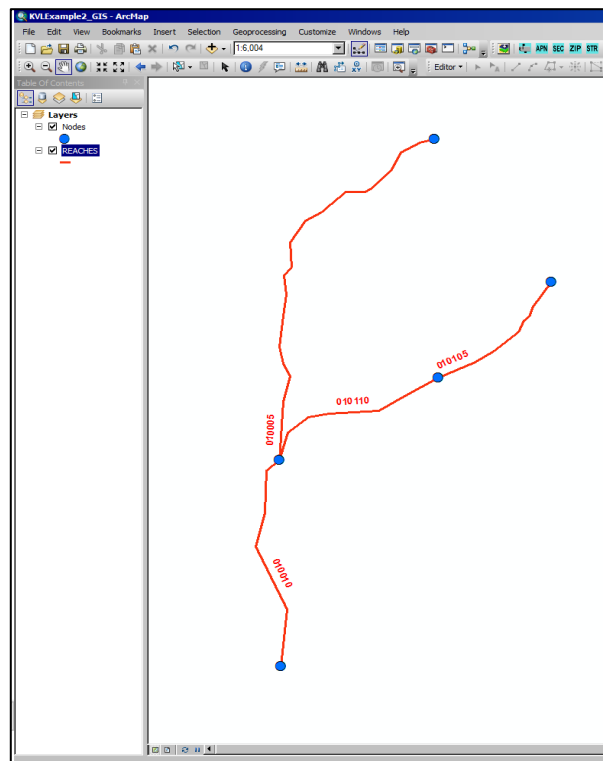 KVLExample2_GIS - ArcMap
File Edit View Bookmarks Insert Selection Geoprocessing Customize Windows Help
1:6,004
APN SEC ZIP STR
Editor
Table Of Contents
Layers
Nodes
REACHES
010105
010110
010005
010010